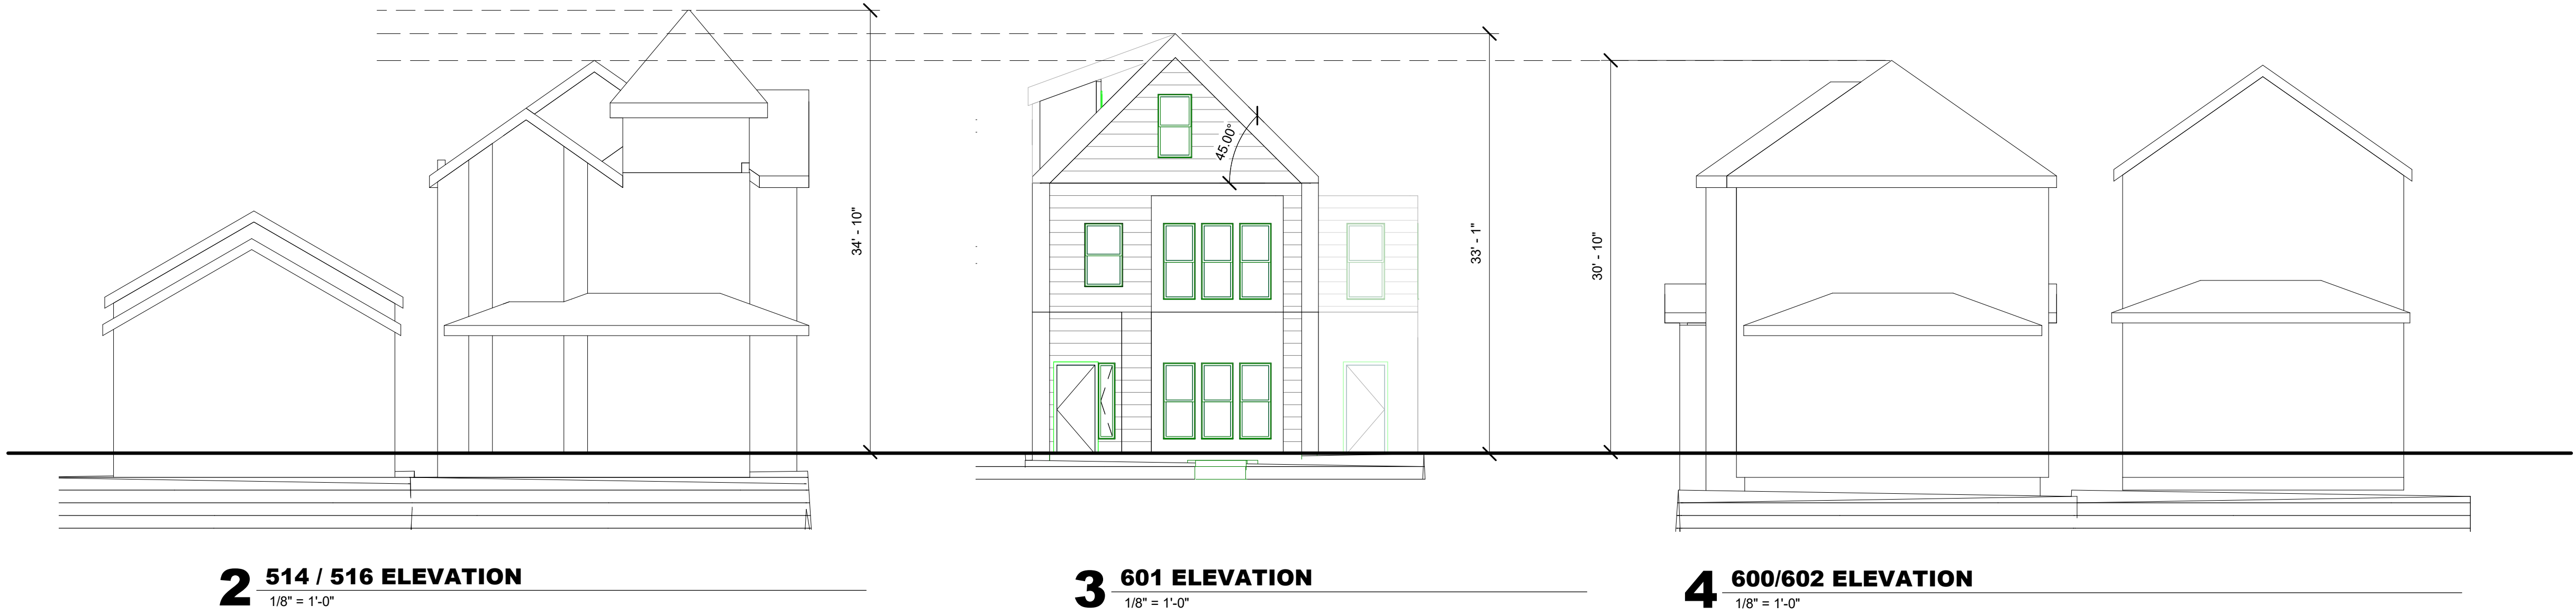 34' - 10"
45.00°
33' - 1"
30' - 10"
2 514 / 516 ELEVATION
1/8" = 1'-0"
3 601 ELEVATION
1/8" = 1'-0"
4 600/602 ELEVATION
1/8" = 1'-0"